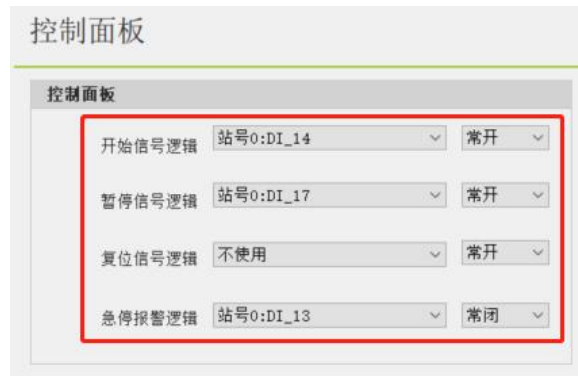 控制面板
控制面板
开始信号逻辑 站号0:DI_14 常开
暂停信号逻辑 站号0:DI_17 常开
复位信号逻辑 不使用 常开
急停报警逻辑 站号0:DI_13 常闭